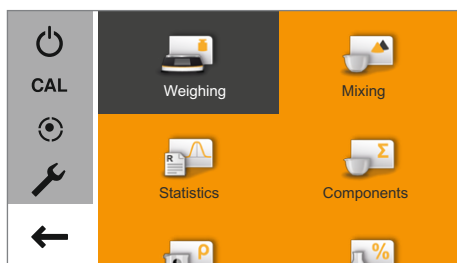 CAL
Weighing
Mixing
R
Σ
Statistics
Components
ρ
%